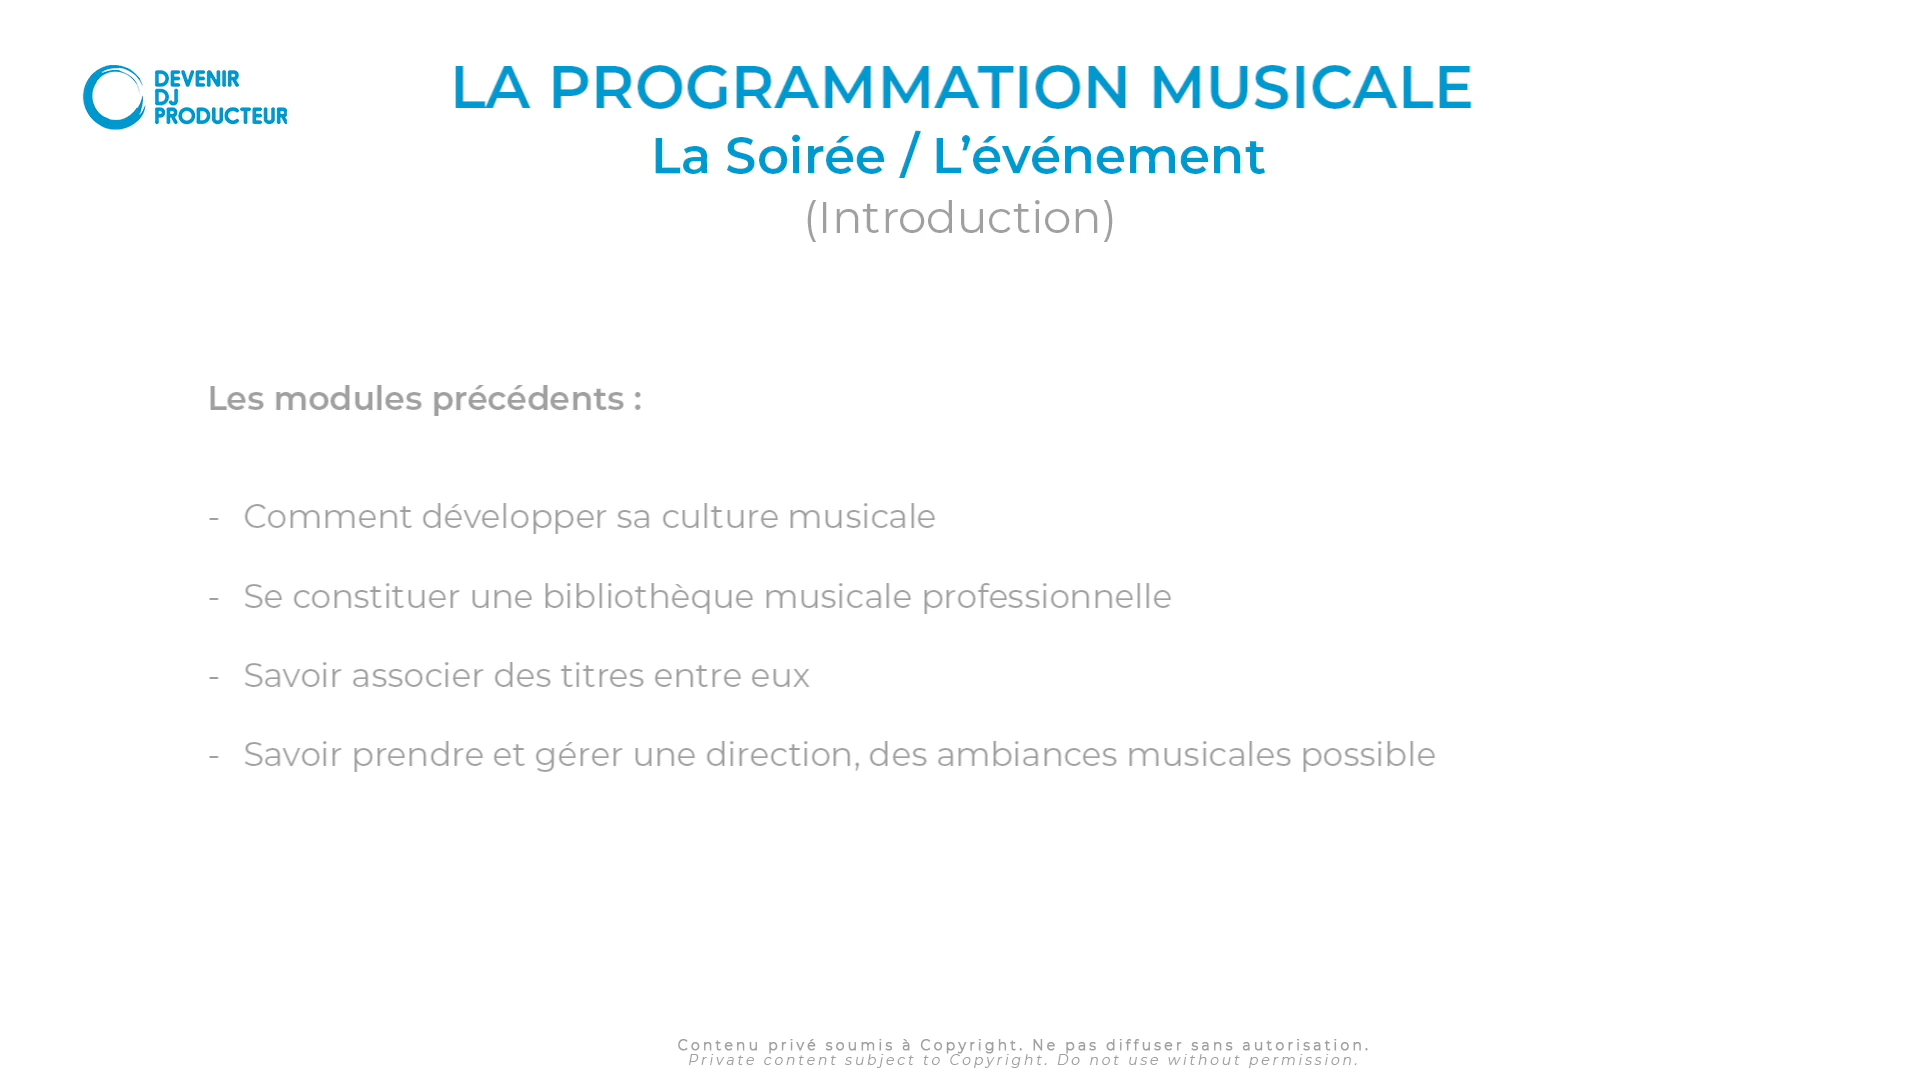 DEVENIR
DJ
PRODUCTEUR
LA PROGRAMMATION MUSICALE
La Soirée / L’événement
(Introduction)
Les modules précédents :
- Comment développer sa culture musicale
- Se constituer une bibliothèque musicale professionnelle
- Savoir associer des titres entre eux
- Savoir prendre et gérer une direction, des ambiances musicales possible
Contenu privé soumis à Copyright. Ne pas diffuser sans autorisation.
Private content subject to Copyright. Do not use without permission.